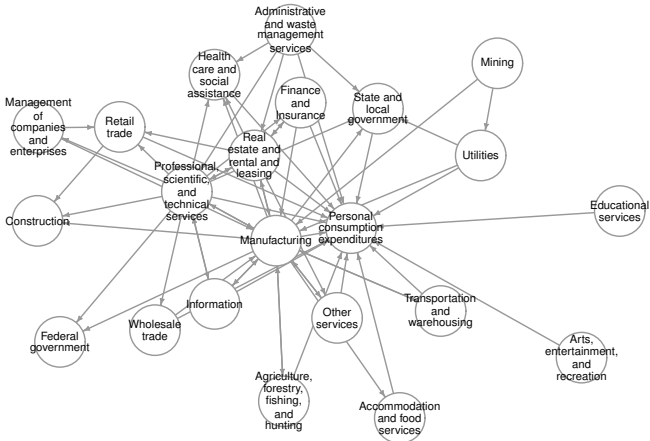 Administrative
and waste
management
services
Health
care and
social
assistance
Mining
Finance
and
Insurance
State and
local
government
Management
of
companies
and
enterprises
Retail
trade
Real
estate and
rental and
leasing
Utilities
Professional,
scientific,
and
technical
services
Construction
Personal
consumption
expenditures
Educational
services
Manufacturing
Information
Transportation
and
warehousing
Other
services
Wholesale
trade
Federal
government
Arts,
entertainment,
and
recreation
Agriculture,
forestry,
fishing,
and
hunting
Accommodation
and food
services